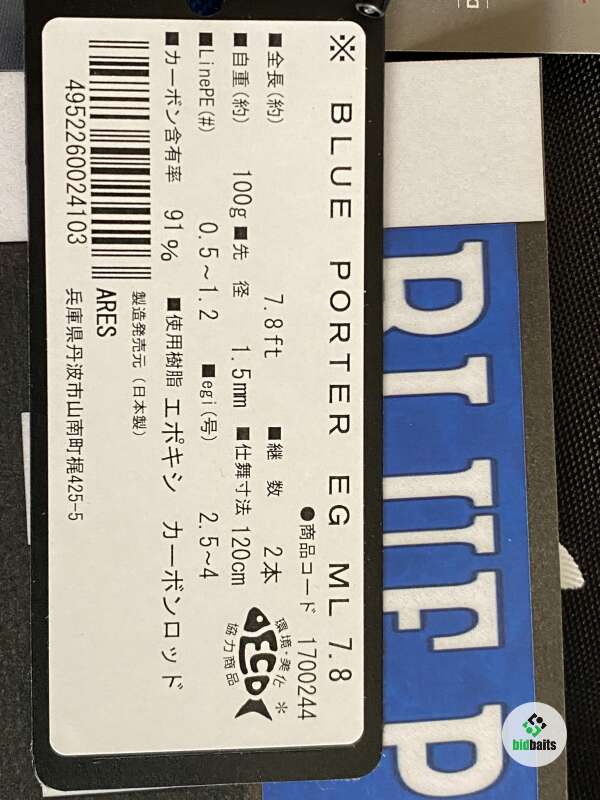 ※ BLUE PORTER EG ML 7.8
●商品コード 1700244
■全長(約) 7.8ft ■継数 2本
■自重(約) 100g ■先径 1.5mm ■仕舞寸法 120cm
■LinePE(#) 0.5~1.2 ■egi(号) 2.5~4
■カーボン含有率 91% ■使用樹脂 エポキシ カーボンロッド
環境・美化 *
ECO
協力商品
製造発売元(日本製)
ARES
兵庫県丹波市山南町梶425-5
4952260024103
BLUE P
bidbaits